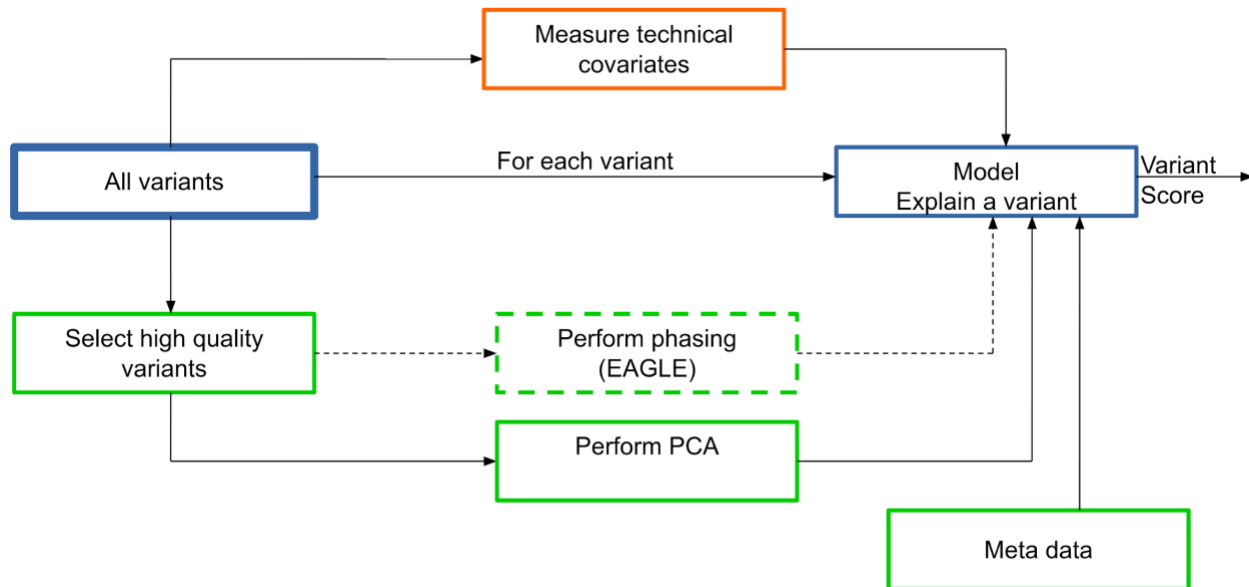 Measure technical
covariates
All variants
For each variant
Model
Explain a variant
Variant
Score
Select high quality
variants
Perform phasing
(EAGLE)
Perform PCA
Meta data